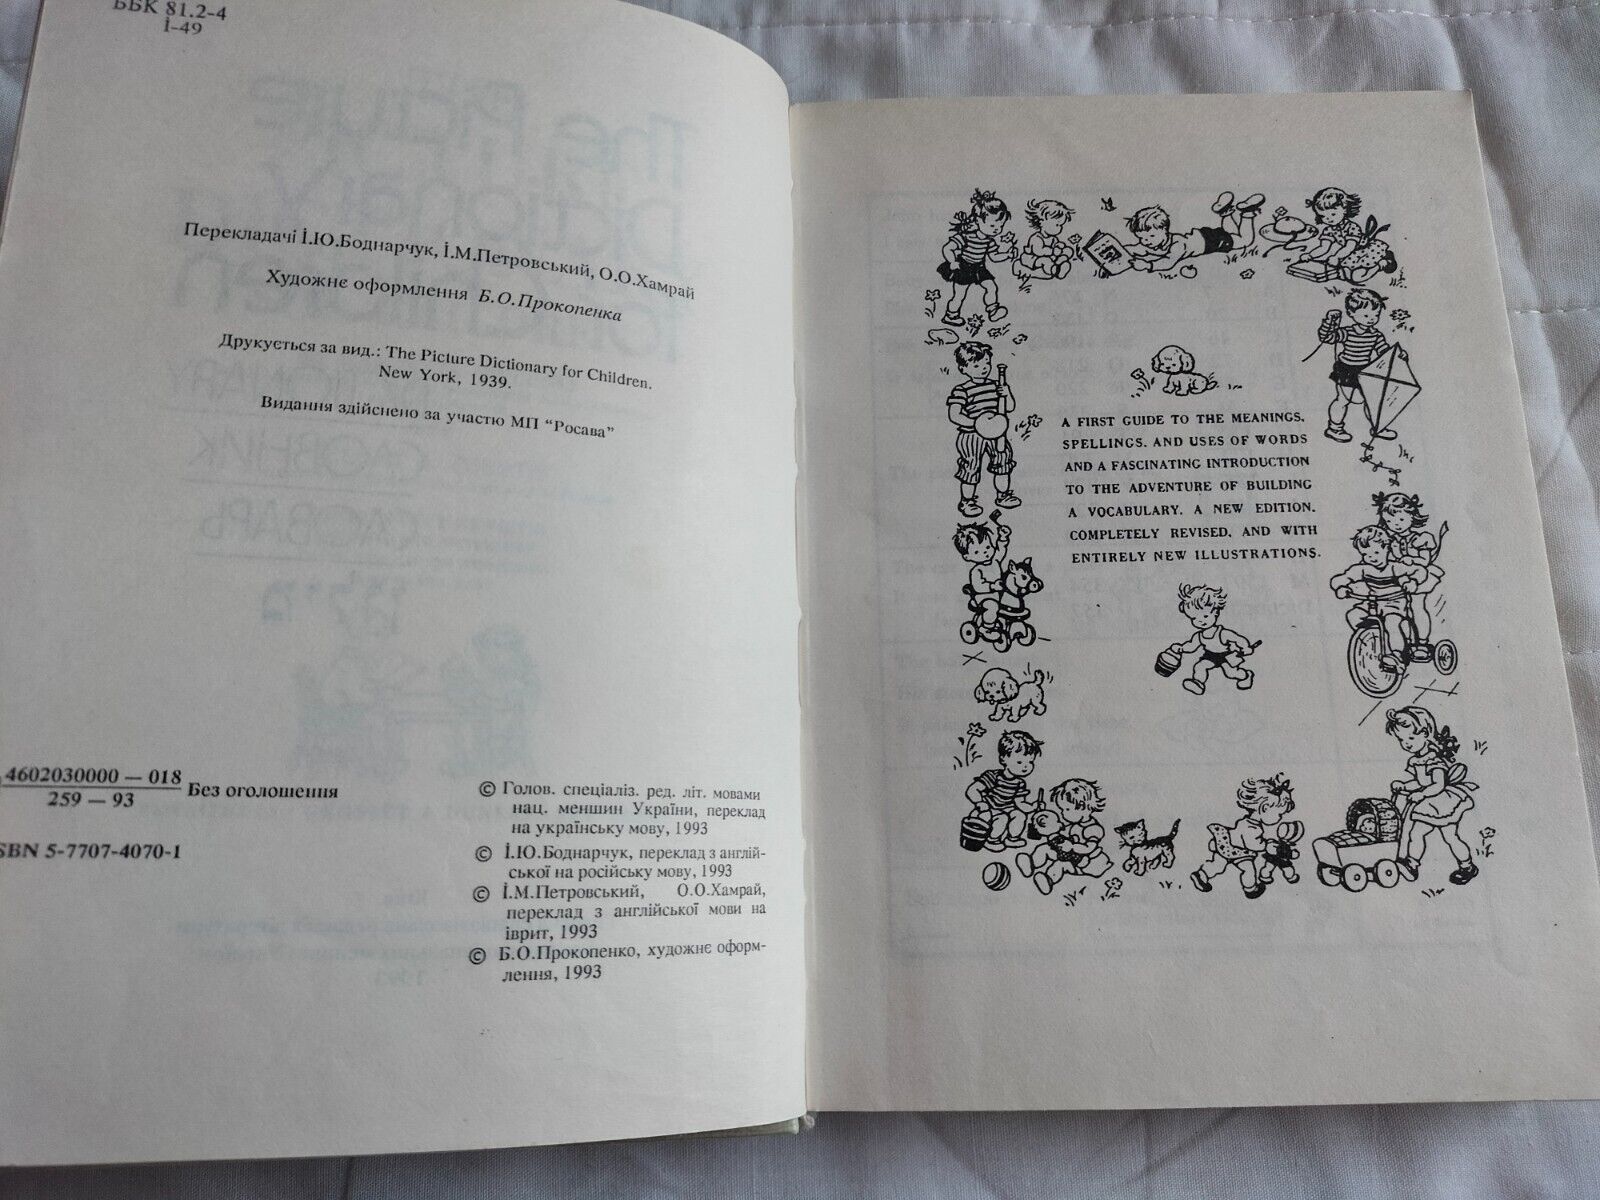 ББК 81.2-4
І-49
Перекладачі І.Ю.Боднарчук, І.М.Петровський, О.О.Хамрай
Художнє оформлення Б.О.Прокопенка
Друкується за вид.: The Picture Dictionary for Children.
New York, 1939.
Видання здійснено за участю МП “Росава”
4602030000 — 018
259 — 93
Без оголошення
SBN 5-7707-4070-1
© Голов. спеціаліз. ред. літ. мовами
нац. меншин України, переклад
на українську мову, 1993
© І.Ю.Боднарчук, переклад з англій-
ської на російську мову, 1993
© І.М.Петровський, О.О.Хамрай,
переклад з англійської мови на
іврит, 1993
© Б.О.Прокопенко, художнє оформ-
лення, 1993
A FIRST GUIDE TO THE MEANINGS,
SPELLINGS, AND USES OF WORDS
AND A FASCINATING INTRODUCTION
TO THE ADVENTURE OF BUILDING
A VOCABULARY. A NEW EDITION,
COMPLETELY REVISED, AND WITH
ENTIRELY NEW ILLUSTRATIONS.